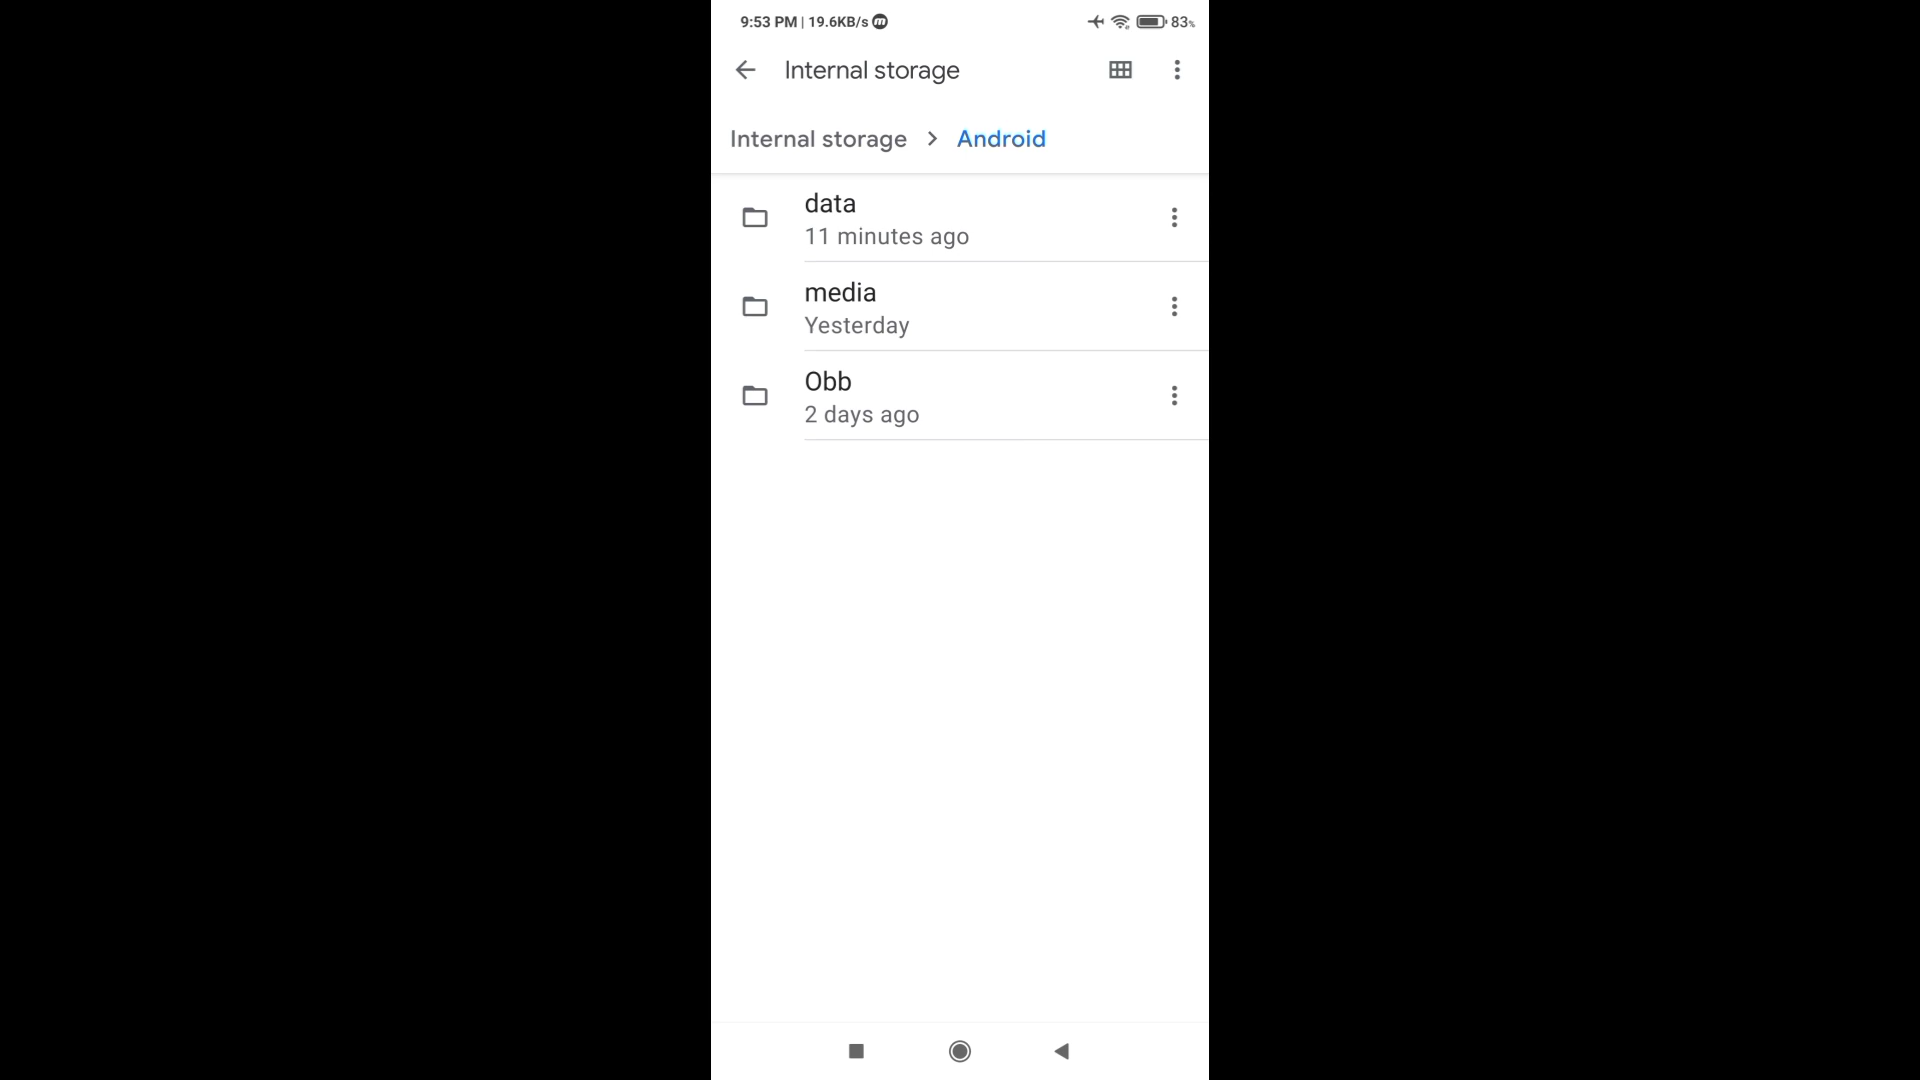 9:53 PM | 19.6KB/s m 83%
Internal storage
Internal storage > Android
data
11 minutes ago
media
Yesterday
Obb
2 days ago